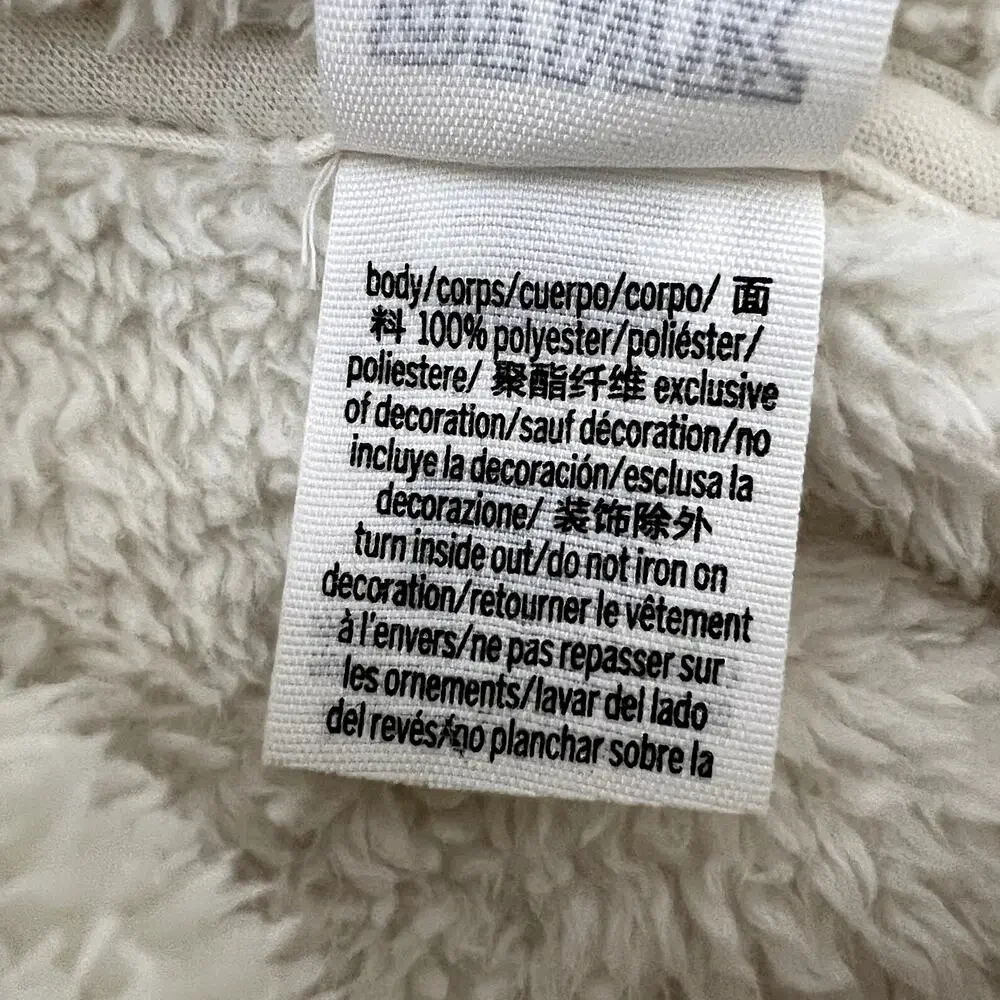 body/corps/cuerpo/corpo/ 面
料 100% polyester/poliéster/
poliestere/ 聚酯纤维 exclusive
of decoration/sauf décoration/no
incluye la decoración/esclusa la
decorazione/ 装饰除外
turn inside out/do not iron on
decoration/retourner le vêtement
à l'envers/ne pas repasser sur
les ornements/lavar del lado
del revés/no planchar sobre la